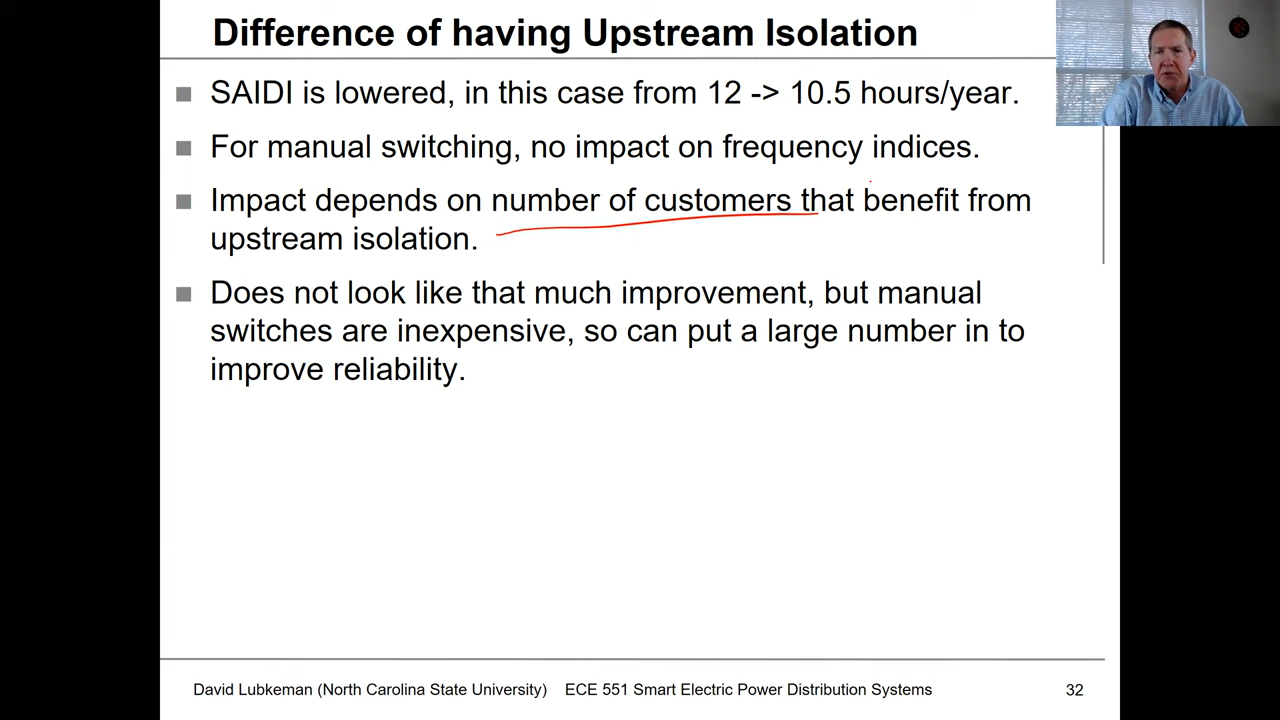 Difference of having Upstream Isolation
SAIDI is lowered, in this case from 12 -> 10.5 hours/year.
For manual switching, no impact on frequency indices.
Impact depends on number of customers that benefit from
upstream isolation.
Does not look like that much improvement, but manual
switches are inexpensive, so can put a large number in to
improve reliability.
David Lubkeman (North Carolina State University) ECE 551 Smart Electric Power Distribution Systems 32